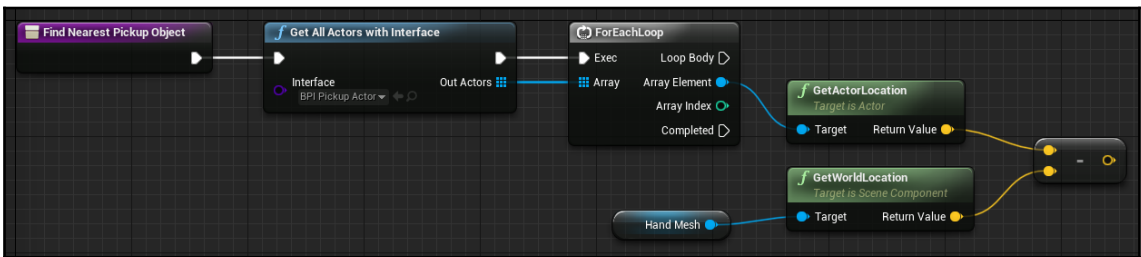 Find Nearest Pickup Object
f Get All Actors with Interface
Interface
BPI Pickup Actor
Out Actors
ForEachLoop
Exec
Loop Body
Array
Array Element
Array Index
Completed
f GetActorLocation
Target is Actor
Target
Return Value
-
f GetWorldLocation
Target is Scene Component
Target
Return Value
Hand Mesh